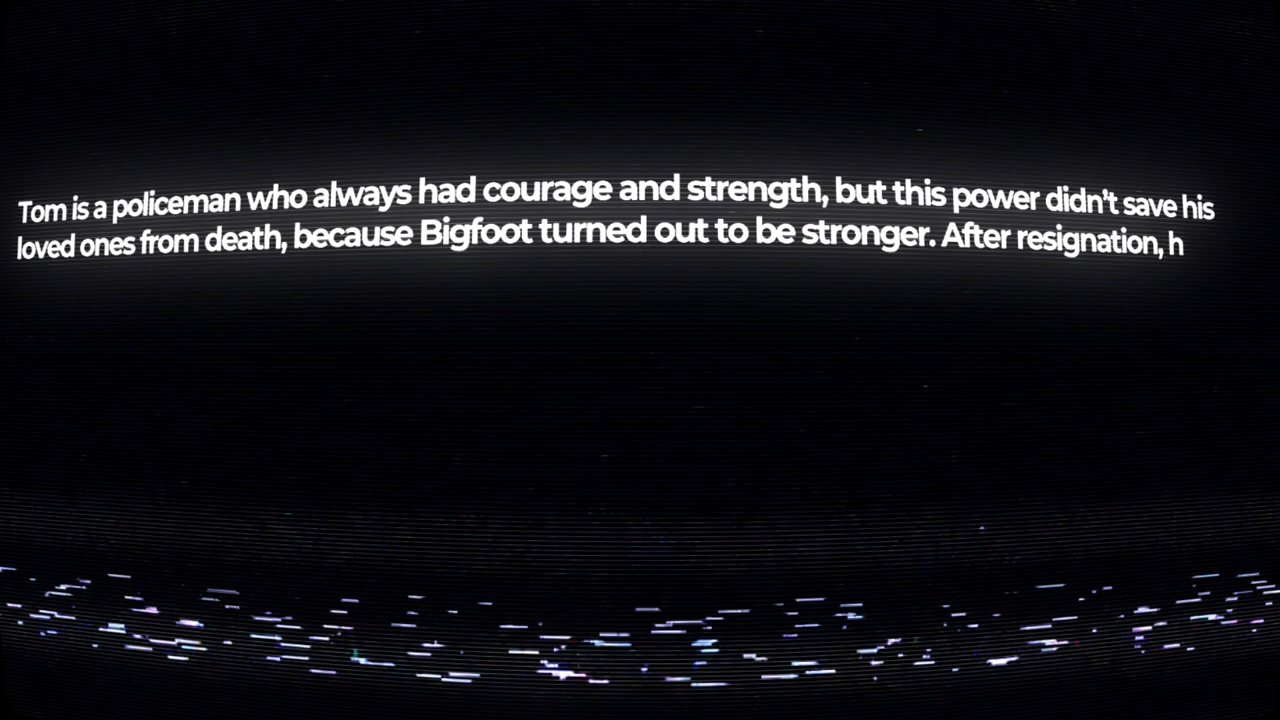 Tom is a policeman who always had courage and strength, but this power didn't save his
loved ones from death, because Bigfoot turned out to be stronger. After resignation, h